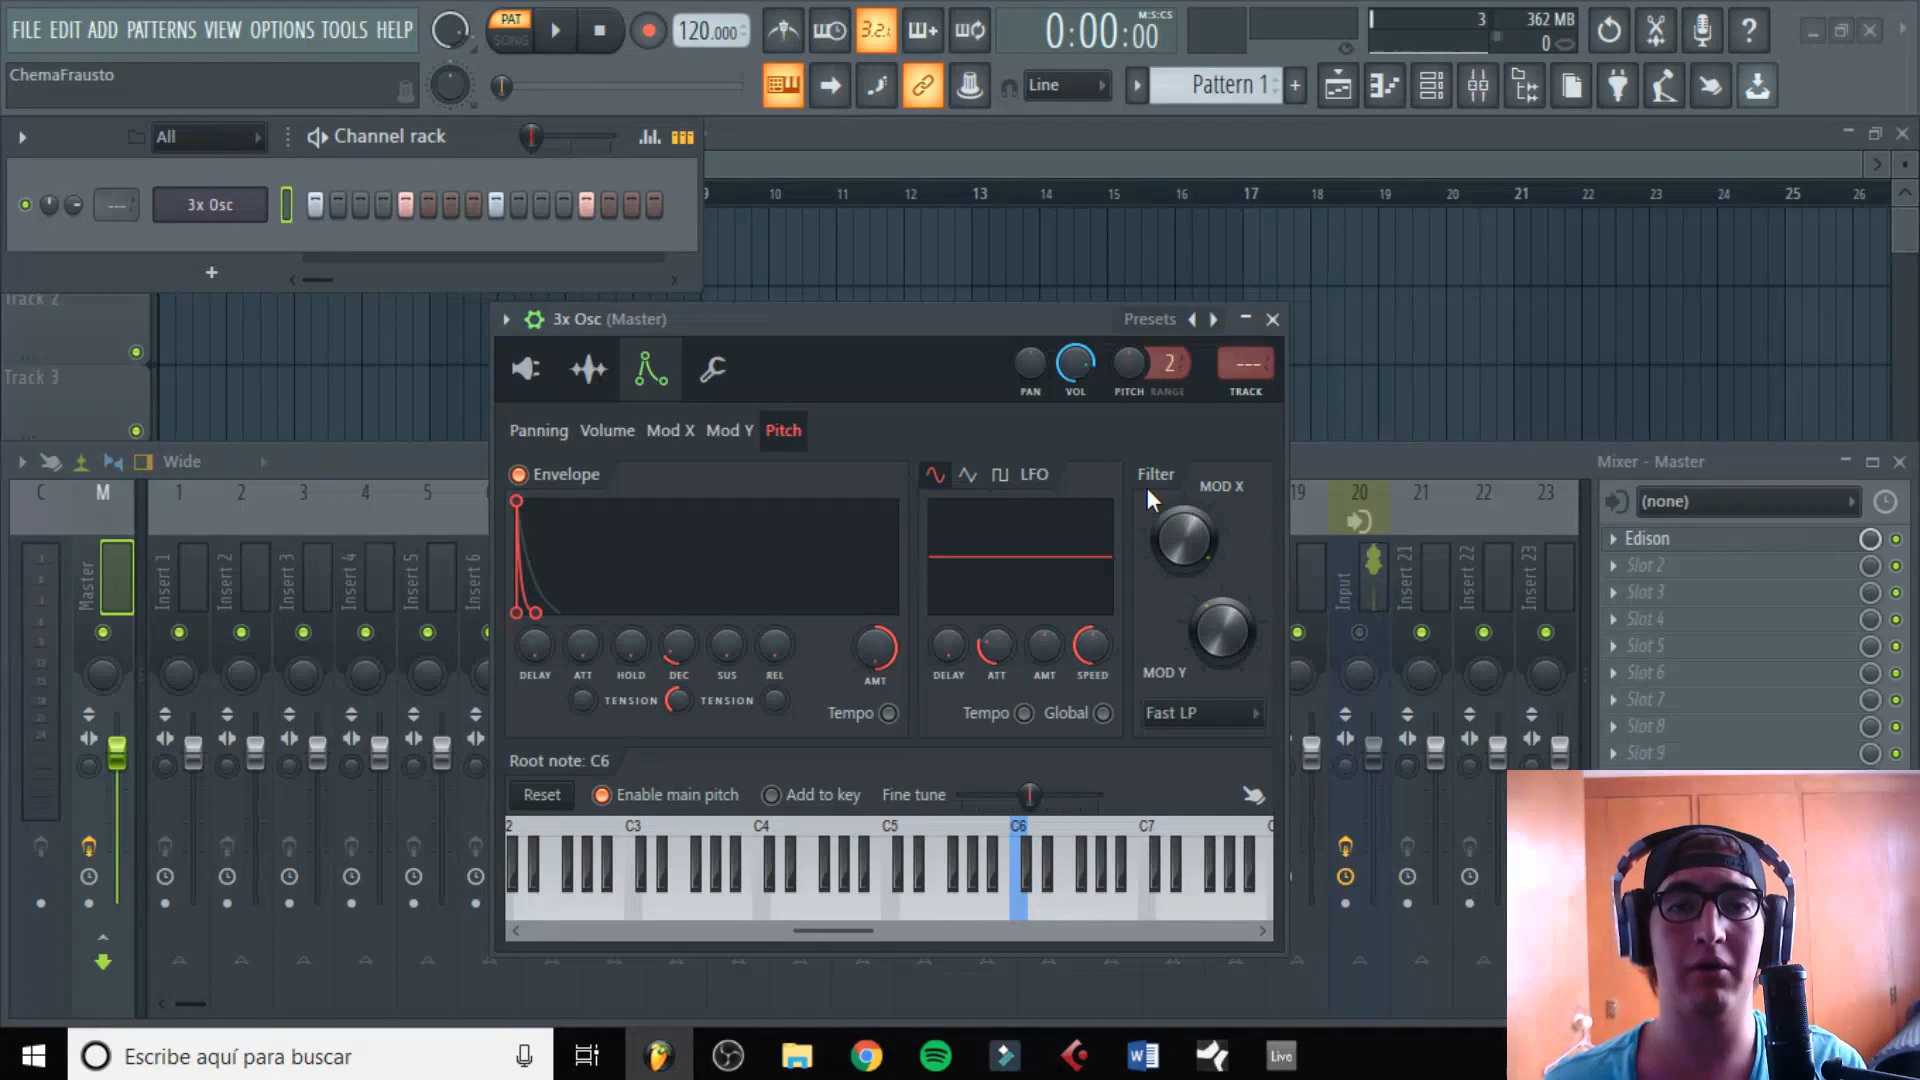 FILE EDIT ADD PATTERNS VIEW OPTIONS TOOLS HELP
PAT
SONG
120.000
3.2.
0:00:00
M:S:CS
3
362 MB
0
ChemaFrausto
Line
Pattern 1
All
Channel rack
3x Osc
9 10 11 12 13 14 15 16 17 18 19 20 21 22 23 24 25 26
Track 2
Track 3
3x Osc (Master)
Presets
2
PAN VOL PITCH RANGE TRACK
Panning Volume Mod X Mod Y Pitch
Envelope
LFO
Filter
MOD X
DELAY ATT HOLD DEC SUS REL AMT
TENSION TENSION
Tempo
DELAY ATT AMT SPEED
Tempo Global
MOD Y
Fast LP
Root note: C6
Reset Enable main pitch Add to key Fine tune
2 C3 C4 C5 C6 C7 C
Wide
Mixer - Master
C M 1 2 3 4 5
19 20 21 22 23
Master
Insert 1
Insert 2
Insert 3
Insert 4
Insert 5
Insert 6
Input
Insert 21
Insert 22
Insert 23
(none)
Edison
Slot 2
Slot 3
Slot 4
Slot 5
Slot 6
Slot 7
Slot 8
Slot 9
Escribe aquí para buscar
Live